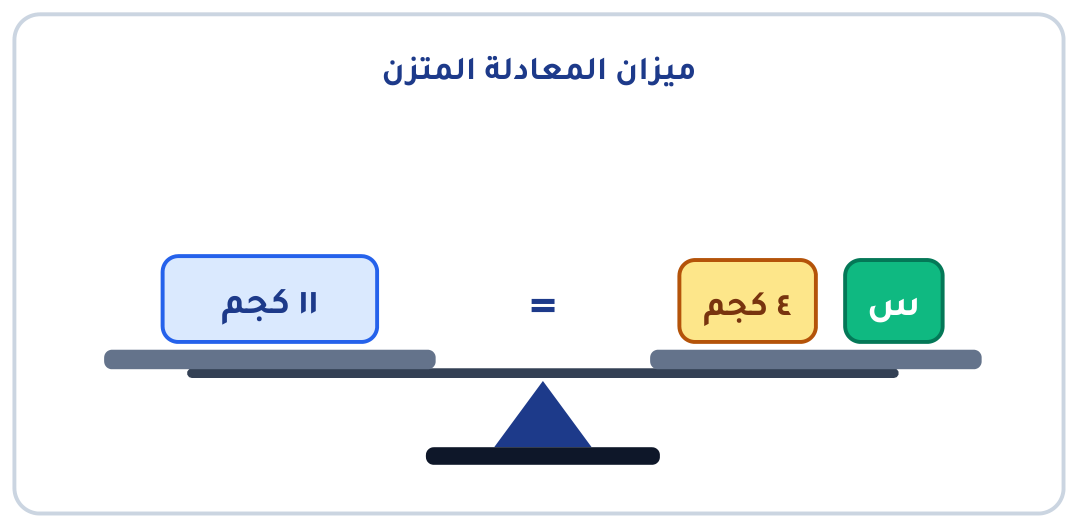 ميزان المعادلة المتزن
س
٤ كجم
=
١١ كجم